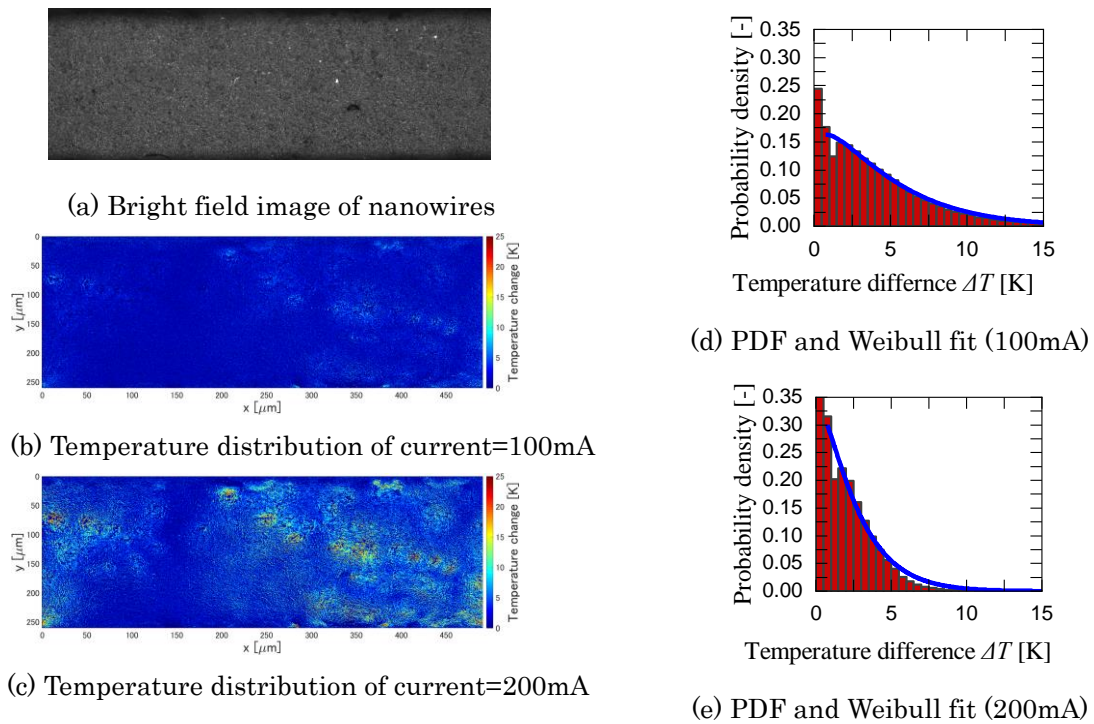 (a) Bright field image of nanowires
0
50
100
150
200
250
y [μm]
0 50 100 150 200 250 300 350 400 450
x [μm]
25
20
15
10
5
0
Temperature change [K]
(b) Temperature distribution of current=100mA
0
50
100
150
200
250
y [μm]
0 50 100 150 200 250 300 350 400 450
x [μm]
25
20
15
10
5
0
Temperature change [K]
(c) Temperature distribution of current=200mA
0.35
0.30
0.25
0.20
0.15
0.10
0.05
0.00
Probability density [-]
0 5 10 15
Temperature differnce ΔT [K]
(d) PDF and Weibull fit (100mA)
0.35
0.30
0.25
0.20
0.15
0.10
0.05
0.00
Probability density [-]
0 5 10 15
Temperature difference ΔT [K]
(e) PDF and Weibull fit (200mA)